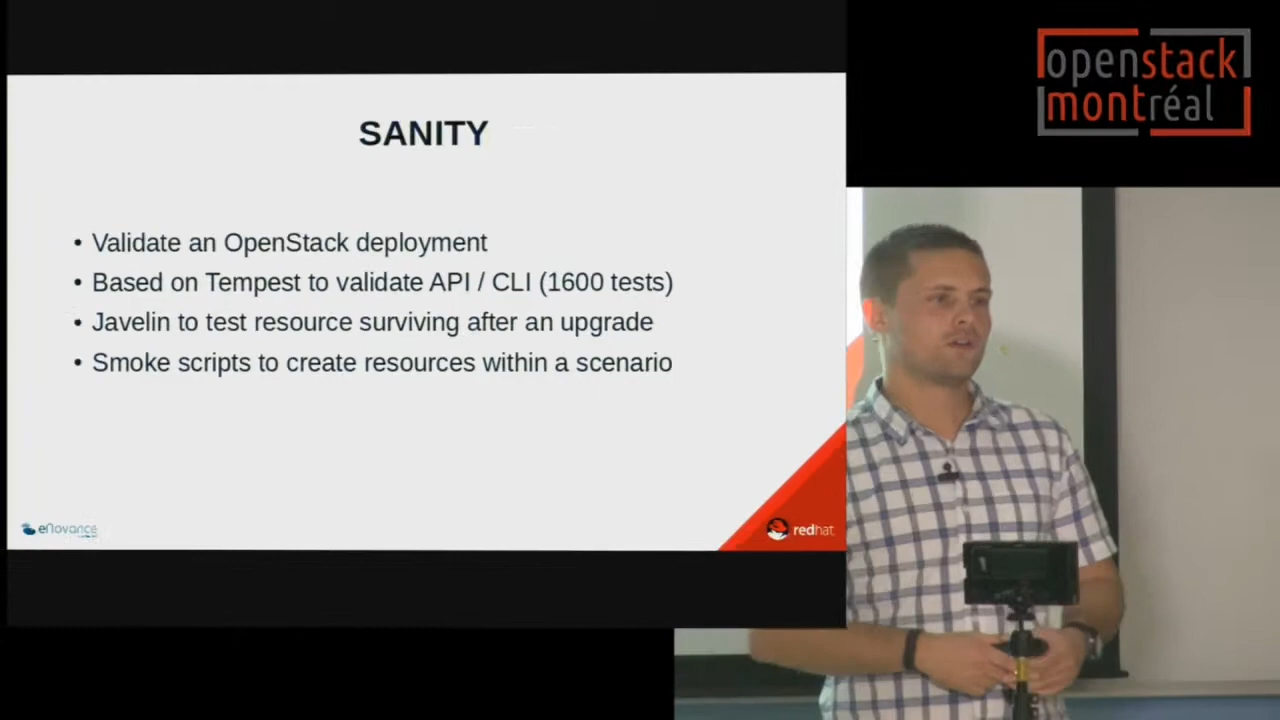 SANITY
• Validate an OpenStack deployment
• Based on Tempest to validate API / CLI (1600 tests)
• Javelin to test resource surviving after an upgrade
• Smoke scripts to create resources within a scenario
eNovance
redhat.
openstack
montréal